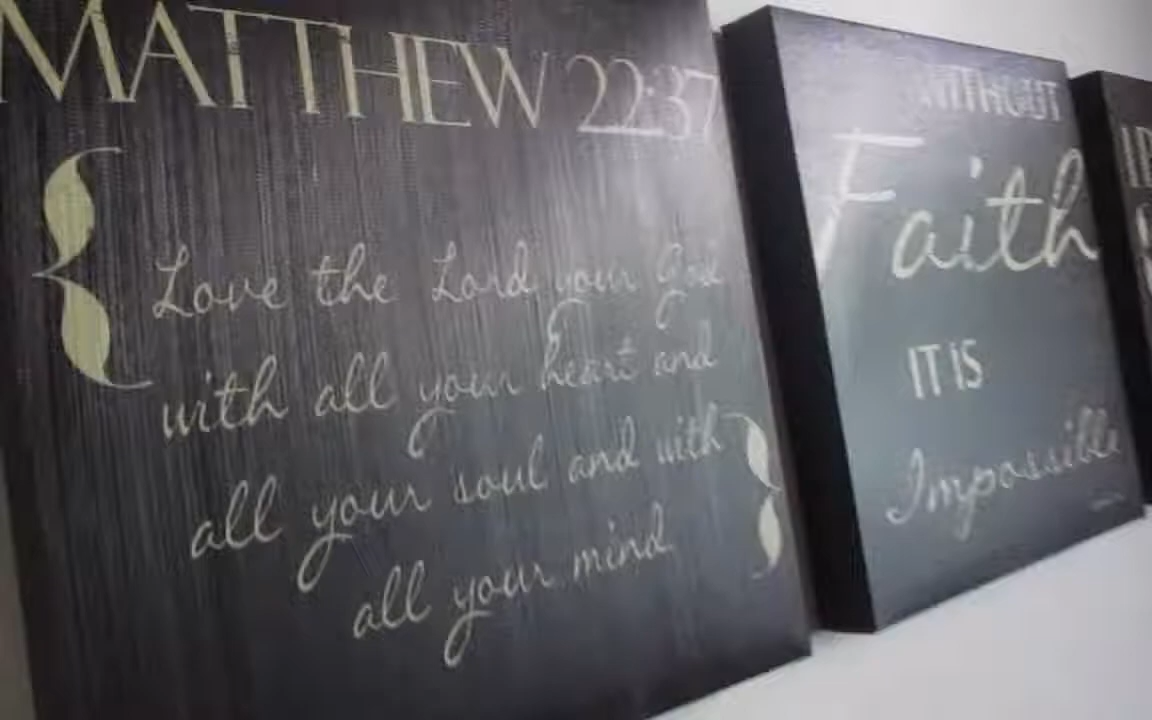 MATTHEW 22:37
Love the Lord your God
with all your heart and
all your soul and with
all your mind.
WITHOUT
Faith
IT IS
Impossible